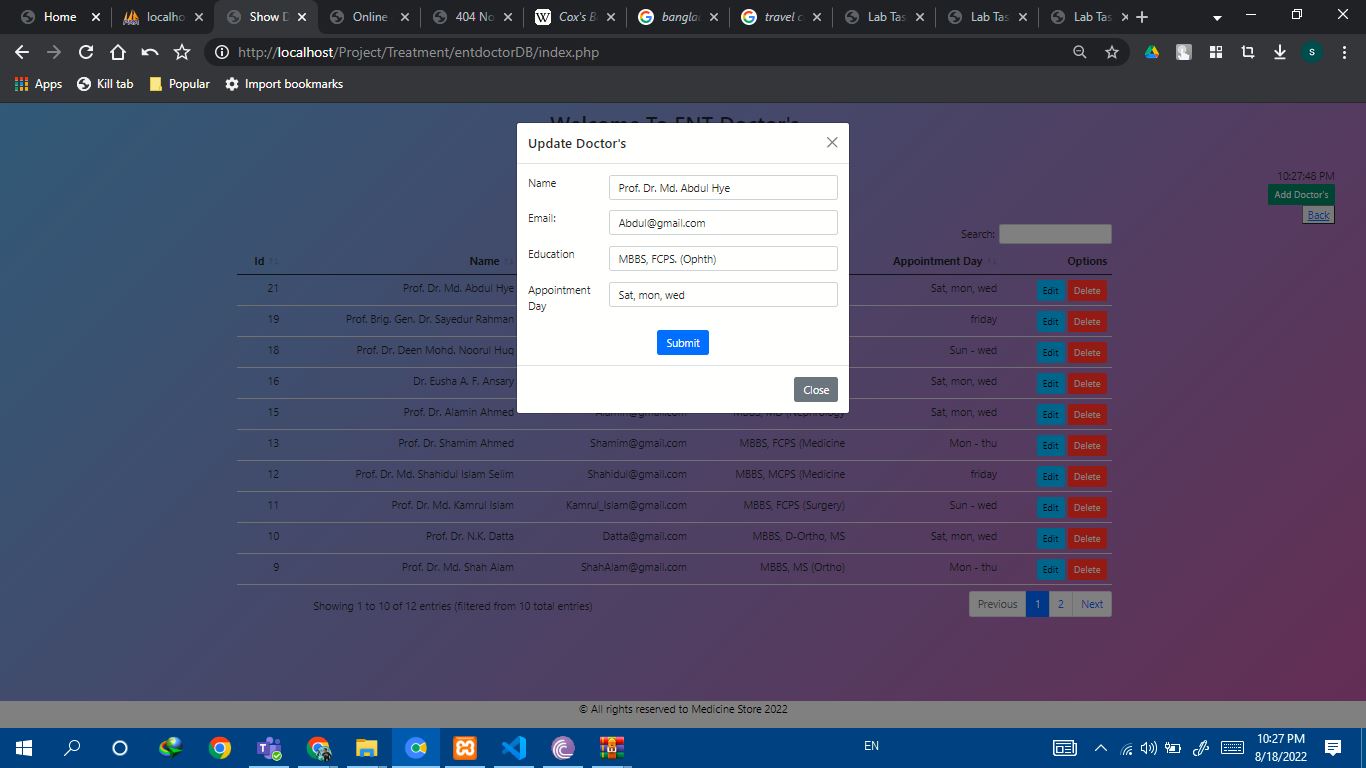 Home
localho
Show D
Online
404 No
Cox's B
bangla
travel c
Lab Tas
Lab Tas
Lab Tas
http://localhost/Project/Treatment/entdoctorDB/index.php
S
Apps Kill tab Popular Import bookmarks
Welcome To ENT Doctor's
Update Doctor's
10:27:48 PM
Add Doctor's
Back
Name Prof. Dr. Md. Abdul Hye
Email: Abdul@gmail.com
Education MBBS, FCPS. (Ophth)
Appointment Day Sat, mon, wed
Submit
Close
Search:
Id Name Appointment Day Options
21 Prof. Dr. Md. Abdul Hye Sat, mon, wed Edit Delete
19 Prof. Brig. Gen. Dr. Sayedur Rahman friday Edit Delete
18 Prof. Dr. Deen Mohd. Noorul Huq Sun - wed Edit Delete
16 Dr. Eusha A. F. Ansary Sat, mon, wed Edit Delete
15 Prof. Dr. Alamin Ahmed Alamim@gmail.com MBBS, MD (Nephrology Sat, mon, wed Edit Delete
13 Prof. Dr. Shamim Ahmed Shamim@gmail.com MBBS, FCPS (Medicine Mon - thu Edit Delete
12 Prof. Dr. Md. Shahidul Islam Selim Shahidul@gmail.com MBBS, MCPS (Medicine friday Edit Delete
11 Prof. Dr. Md. Kamrul Islam Kamrul_Islam@gmail.com MBBS, FCPS (Surgery) Sun - wed Edit Delete
10 Prof. Dr. N.K. Datta Datta@gmail.com MBBS, D-Ortho, MS Sat, mon, wed Edit Delete
9 Prof. Dr. Md. Shah Alam ShahAlam@gmail.com MBBS, MS (Ortho) Mon - thu Edit Delete
Showing 1 to 10 of 12 entries (filtered from 10 total entries)
Previous 1 2 Next
© All rights reserved to Medicine Store 2022
EN
10:27 PM
8/18/2022